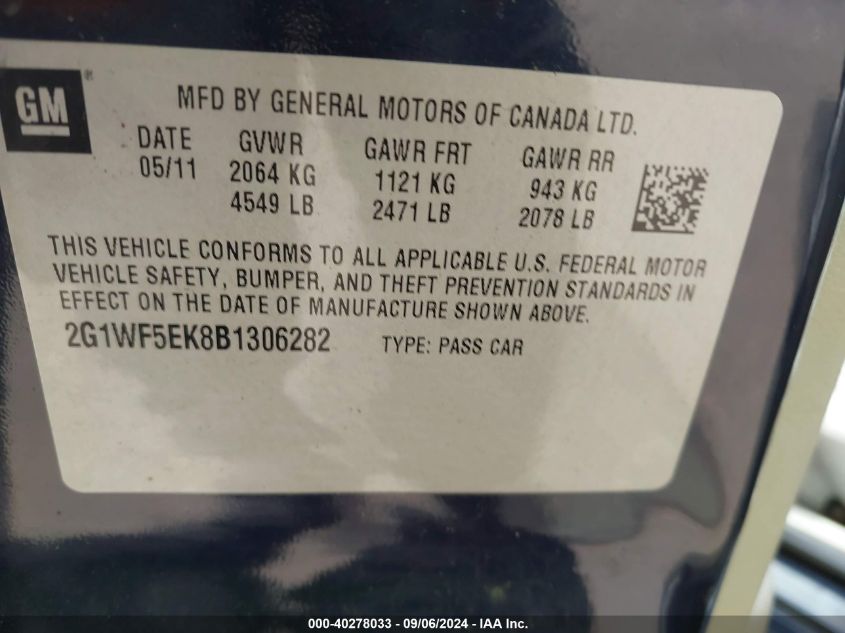 GM®
MFD BY GENERAL MOTORS OF CANADA LTD.
DATE GVWR GAWR FRT GAWR RR
05/11 2064 KG 1121 KG 943 KG
4549 LB 2471 LB 2078 LB
THIS VEHICLE CONFORMS TO ALL APPLICABLE U.S. FEDERAL MOTOR
VEHICLE SAFETY, BUMPER, AND THEFT PREVENTION STANDARDS IN
EFFECT ON THE DATE OF MANUFACTURE SHOWN ABOVE.
2G1WF5EK8B1306282 TYPE: PASS CAR
000-40278033 - 09/06/2024 - IAA Inc.